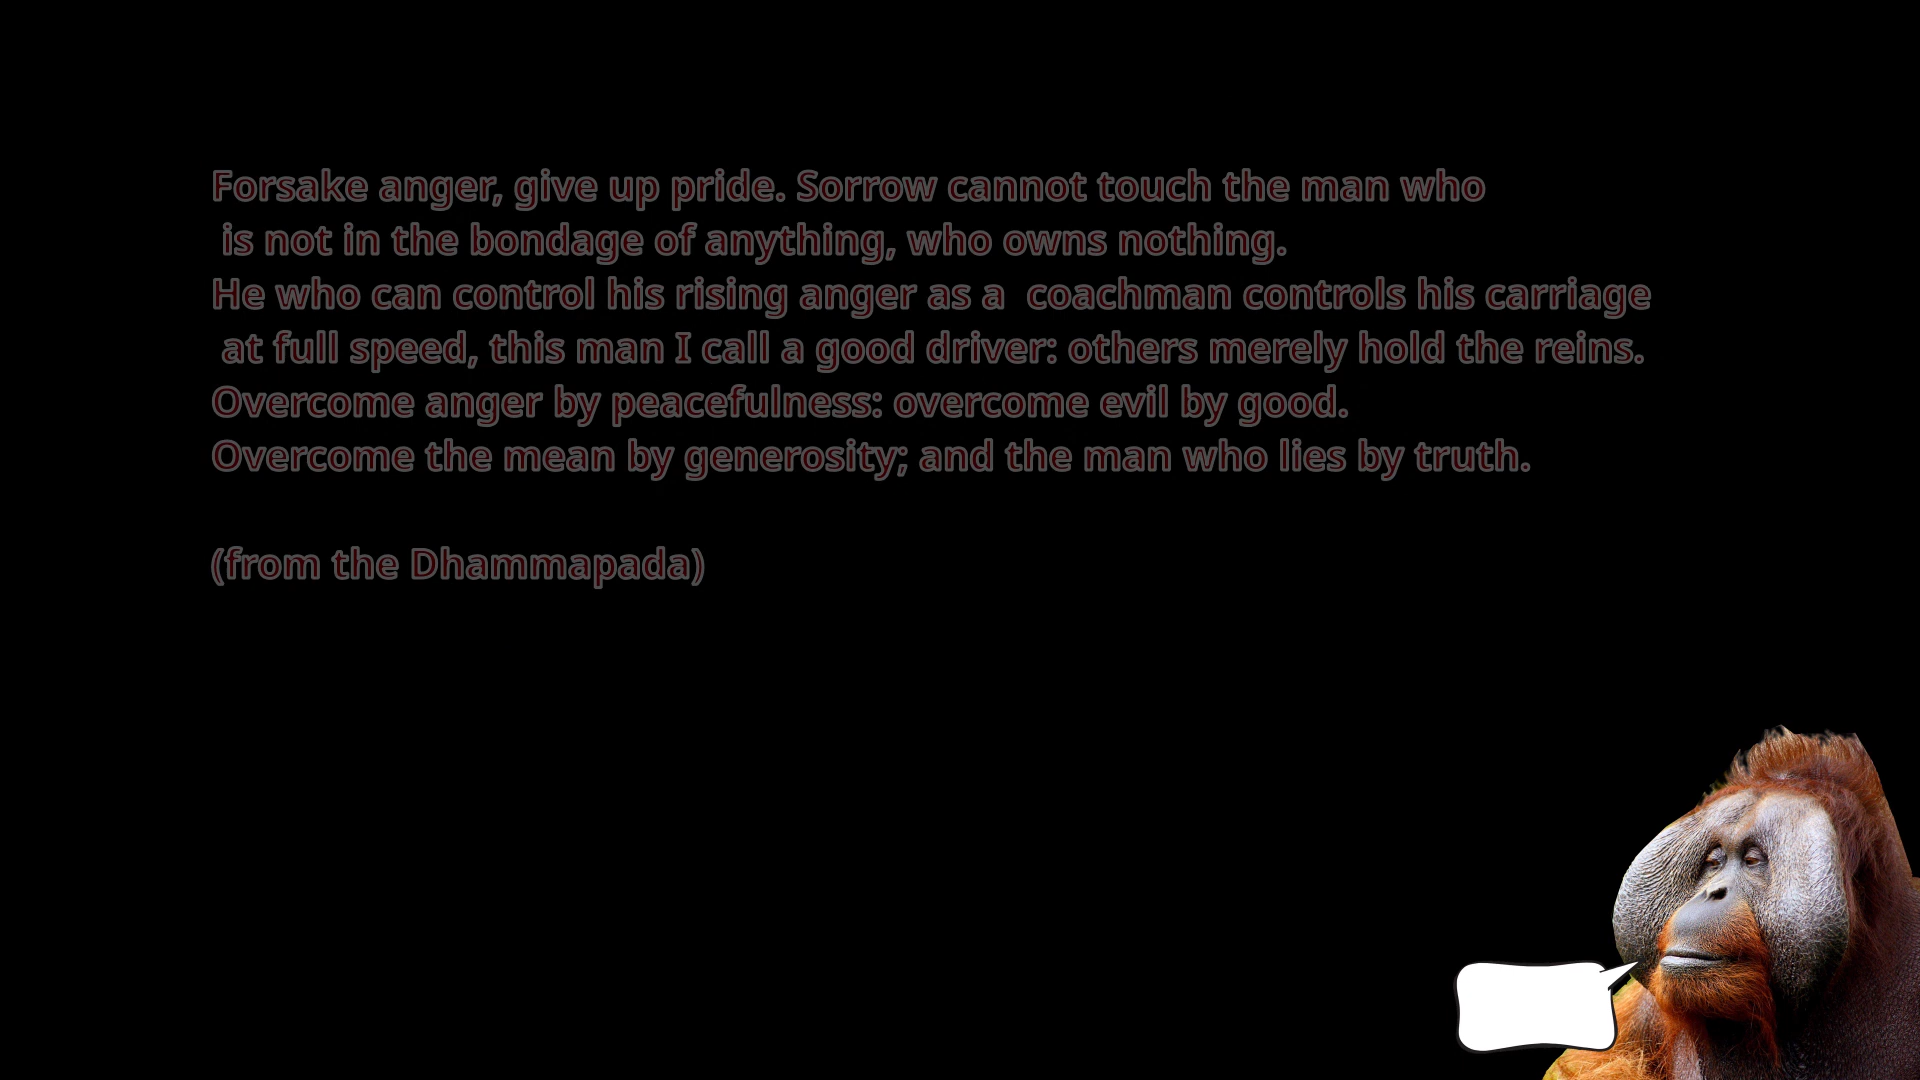 Forsake anger, give up pride. Sorrow cannot touch the man who
is not in the bondage of anything, who owns nothing.
He who can control his rising anger as a  coachman controls his carriage
at full speed, this man I call a good driver: others merely hold the reins.
Overcome anger by peacefulness: overcome evil by good.
Overcome the mean by generosity; and the man who lies by truth.
(from the Dhammapada)